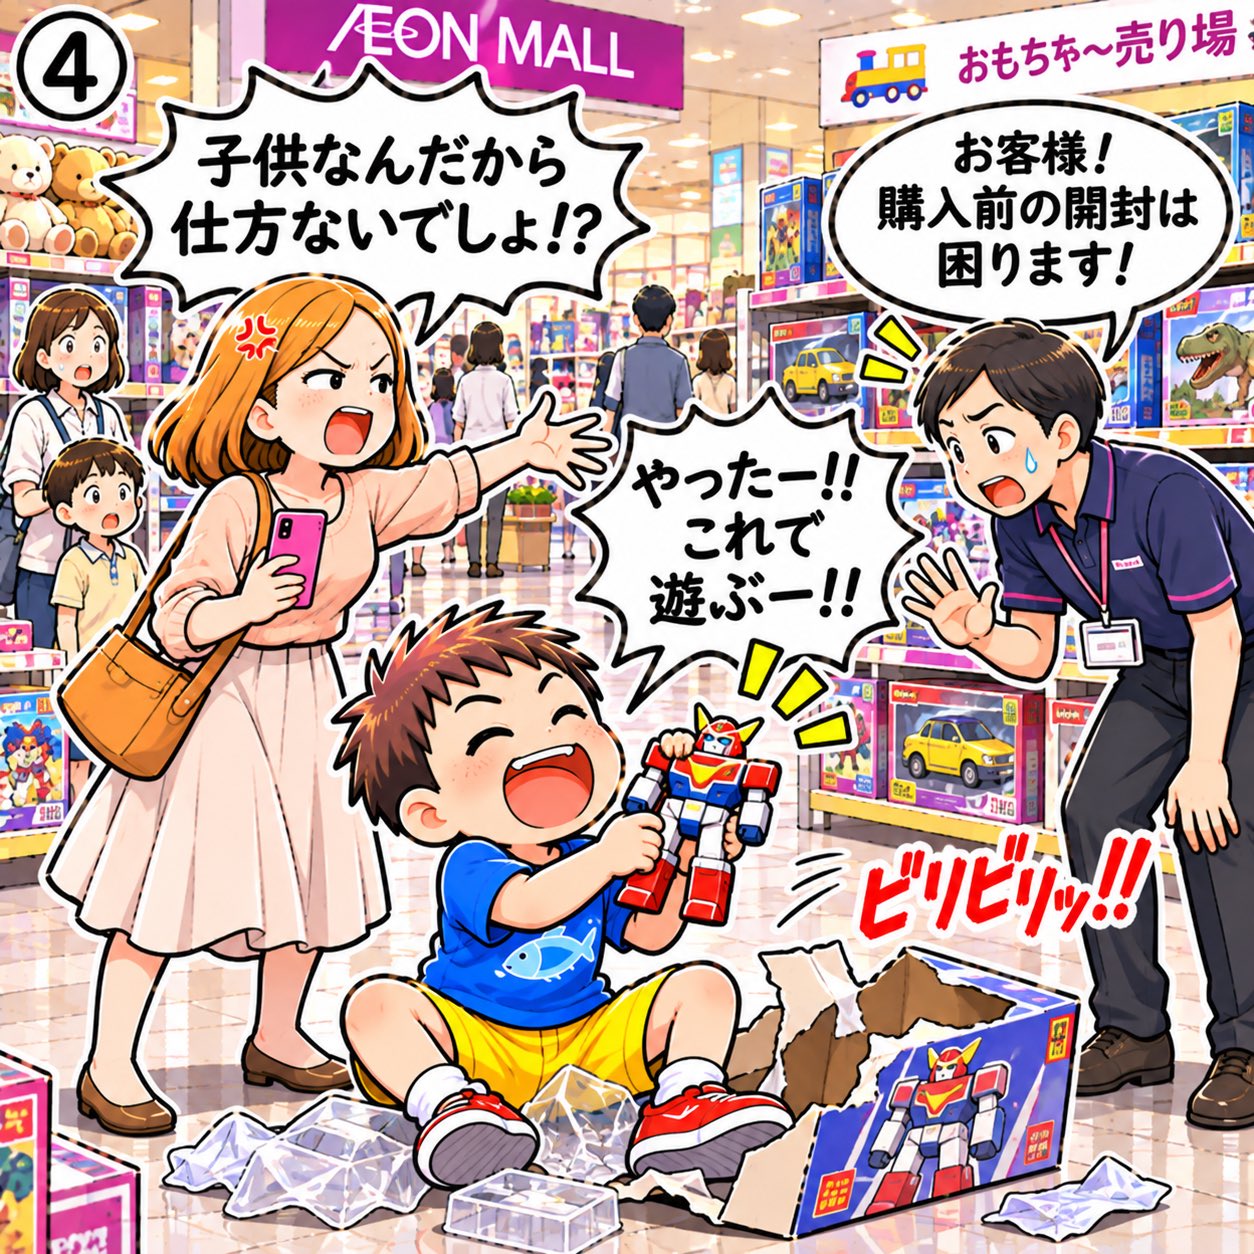 ④
ÆON MALL
おもちゃ〜売り場
子供なんだから
仕方ないでしょ!?
お客様!
購入前の開封は
困ります!
やったー!!
これで
遊ぶー!!
ビリビリッ!!